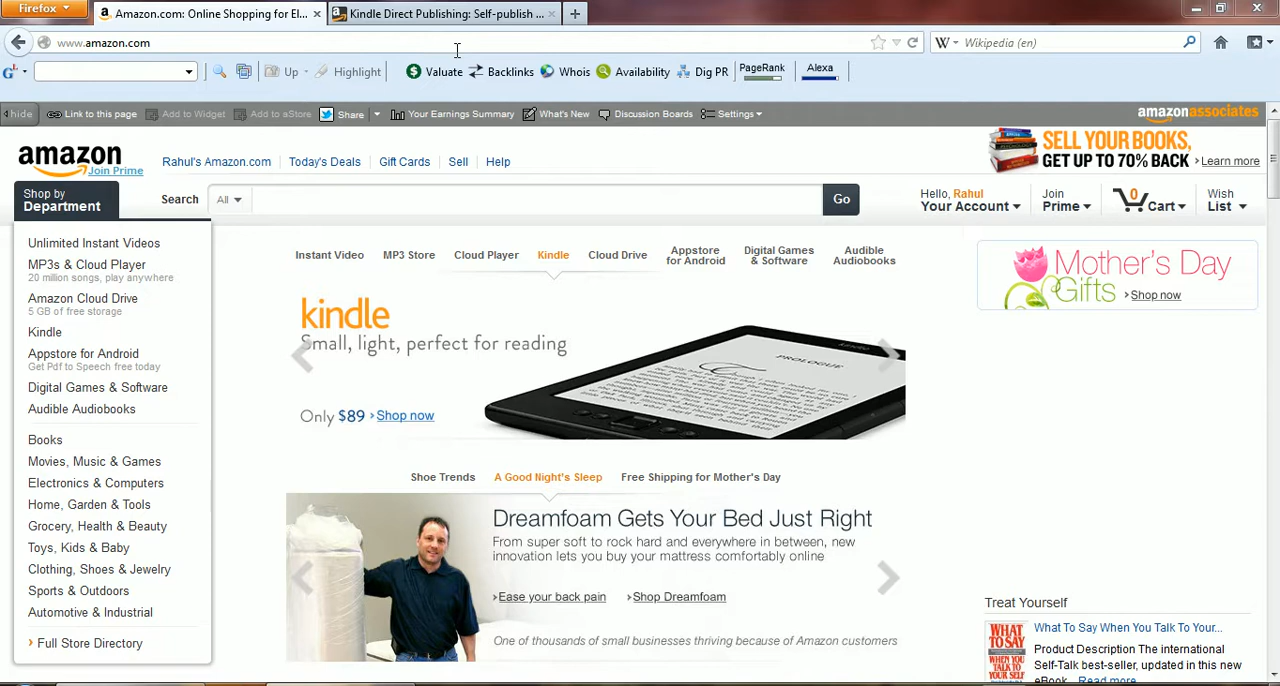 Firefox
Amazon.com: Online Shopping for El...
Kindle Direct Publishing: Self-publish ...
www.amazon.com
Wikipedia (en)
Up
Highlight
Valuate
Backlinks
Whois
Availability
Dig PR
PageRank
Alexa
hide
Link to this page
Add to Widget
Add to aStore
Share
Your Earnings Summary
What's New
Discussion Boards
Settings
amazonassociates
amazon
Join Prime
Rahul's Amazon.com
Today's Deals
Gift Cards
Sell
Help
SELL YOUR BOOKS,
GET UP TO 70% BACK
Learn more
Shop by
Department
Search
All
Go
Hello, Rahul
Your Account
Join
Prime
0
Cart
Wish
List
Unlimited Instant Videos
MP3s & Cloud Player
20 million songs, play anywhere
Amazon Cloud Drive
5 GB of free storage
Kindle
Appstore for Android
Get Pdf to Speech free today
Digital Games & Software
Audible Audiobooks
Books
Movies, Music & Games
Electronics & Computers
Home, Garden & Tools
Grocery, Health & Beauty
Toys, Kids & Baby
Clothing, Shoes & Jewelry
Sports & Outdoors
Automotive & Industrial
Full Store Directory
Instant Video
MP3 Store
Cloud Player
Kindle
Cloud Drive
Appstore
for Android
Digital Games
& Software
Audible
Audiobooks
kindle
Small, light, perfect for reading
Only $89
Shop now
PROLOGUE
Mother's Day
Gifts
Shop now
Shoe Trends
A Good Night's Sleep
Free Shipping for Mother's Day
Dreamfoam Gets Your Bed Just Right
From super soft to rock hard and everywhere in between, new
innovation lets you buy your mattress comfortably online
Ease your back pain
Shop Dreamfoam
One of thousands of small businesses thriving because of Amazon customers
Treat Yourself
WHAT
TO SAY
WHEN
YOU TALK
TO YOUR
SELF
What To Say When You Talk To Your...
Product Description The international
Self-Talk best-seller, updated in this new
eBook.
Read more